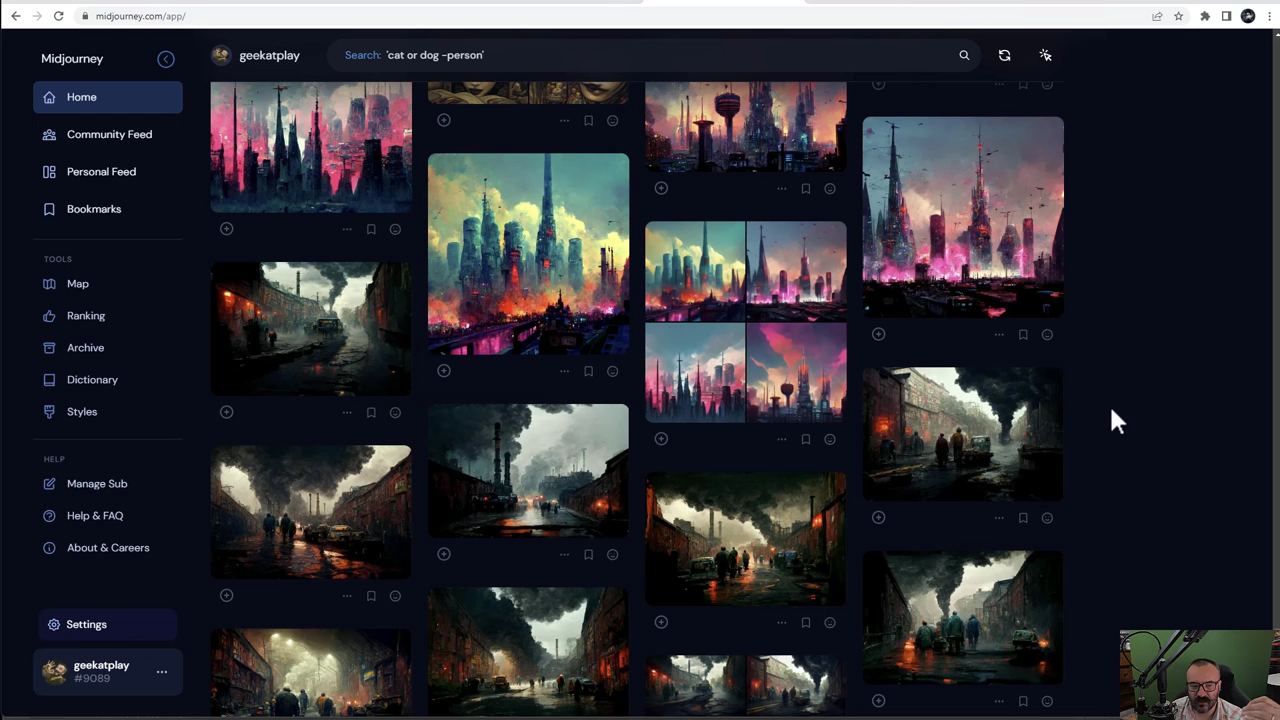 midjourney.com/app/
Midjourney
geekatplay
Search: 'cat or dog -person'
Home
Community Feed
Personal Feed
Bookmarks
TOOLS
Map
Ranking
Archive
Dictionary
Styles
HELP
Manage Sub
Help & FAQ
About & Careers
Settings
geekatplay
#9089